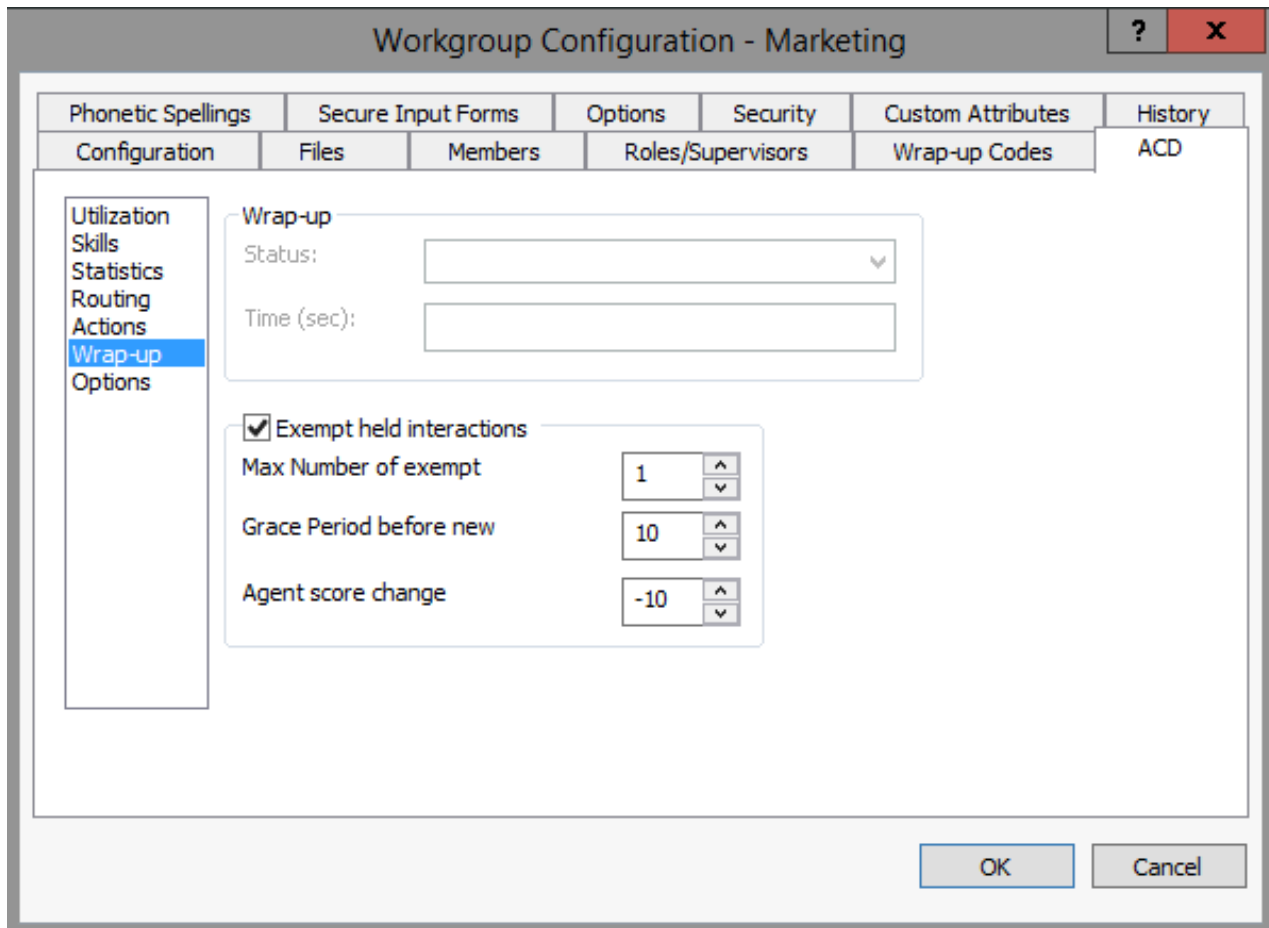 Workgroup Configuration - Marketing
? x
Phonetic Spellings Secure Input Forms Options Security Custom Attributes History
Configuration Files Members Roles/Supervisors Wrap-up Codes ACD
Utilization
Skills
Statistics
Routing
Actions
Wrap-up
Options
Wrap-up
Status:
Time (sec):
Exempt held interactions
Max Number of exempt 1
Grace Period before new 10
Agent score change -10
OK Cancel